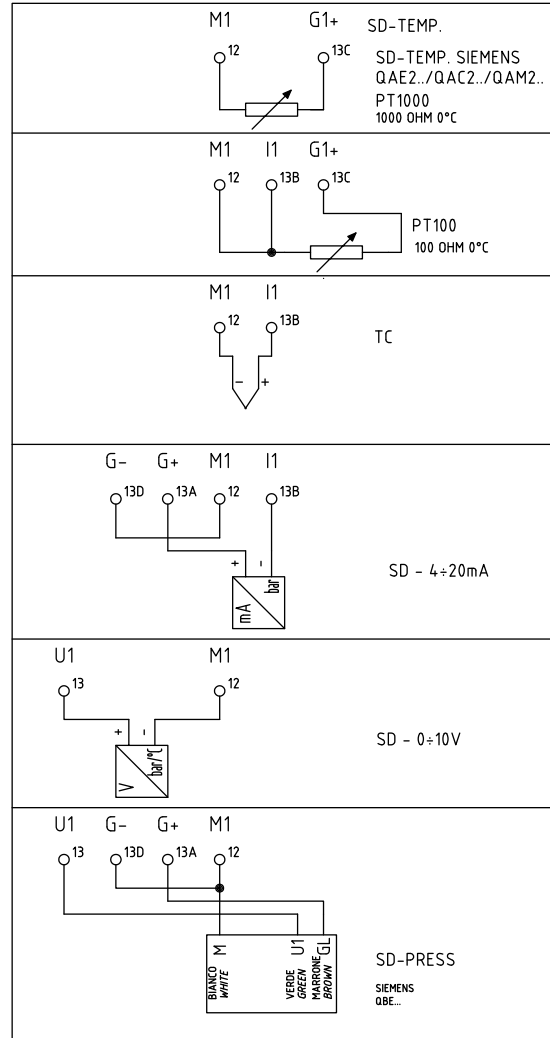 M1 G1+ SD-TEMP.
12 13C SD-TEMP. SIEMENS
QAE2../QAC2../QAM2..
PT1000
1000 OHM 0°C
M1 I1 G1+
12 13B 13C
PT100
100 OHM 0°C
M1 I1
12 13B
TC
- +
G- G+ M1 I1
13D 13A 12 13B
+ -
mA bar
SD - 4÷20mA
U1 M1
13 12
+ -
V bar/°C
SD - 0÷10V
U1 G- G+ M1
13 13D 13A 12
M U1 GL
BIANCO VERDE MARRONE
WHITE GREEN BROWN
SD-PRESS
SIEMENS
QBE...